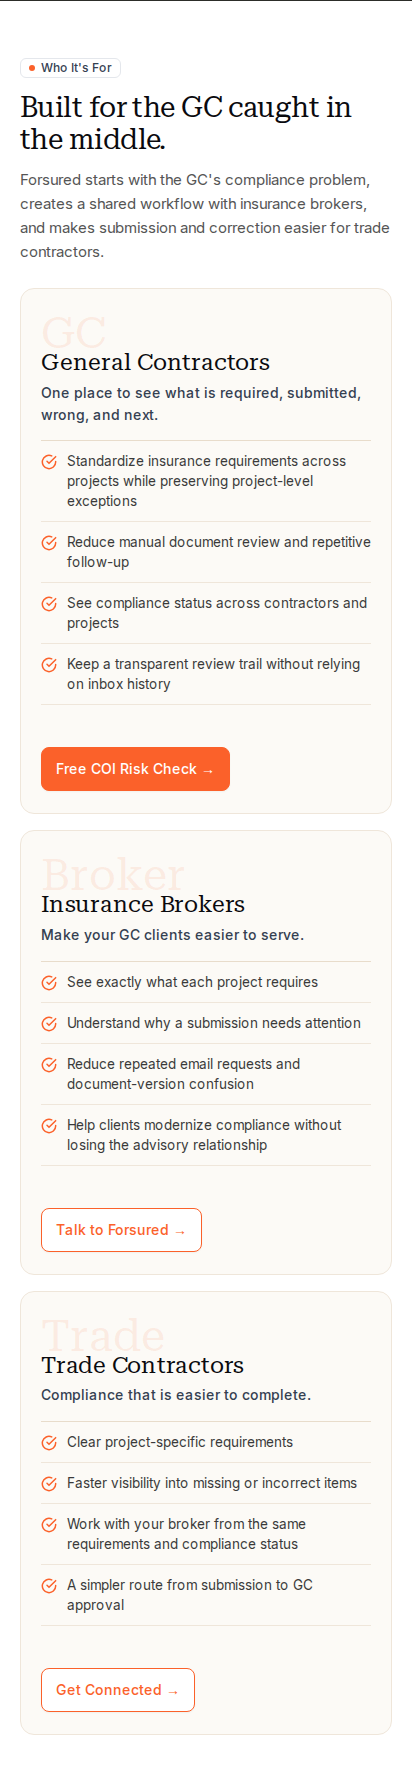 Who It's For
Built for the GC caught in
the middle.
Forsured starts with the GC's compliance problem,
creates a shared workflow with insurance brokers,
and makes submission and correction easier for trade
contractors.
GC
General Contractors
One place to see what is required, submitted,
wrong, and next.
Standardize insurance requirements across
projects while preserving project-level
exceptions
Reduce manual document review and repetitive
follow-up
See compliance status across contractors and
projects
Keep a transparent review trail without relying
on inbox history
Free COI Risk Check →
Broker
Insurance Brokers
Make your GC clients easier to serve.
See exactly what each project requires
Understand why a submission needs attention
Reduce repeated email requests and
document-version confusion
Help clients modernize compliance without
losing the advisory relationship
Talk to Forsured →
Trade
Trade Contractors
Compliance that is easier to complete.
Clear project-specific requirements
Faster visibility into missing or incorrect items
Work with your broker from the same
requirements and compliance status
A simpler route from submission to GC
approval
Get Connected →